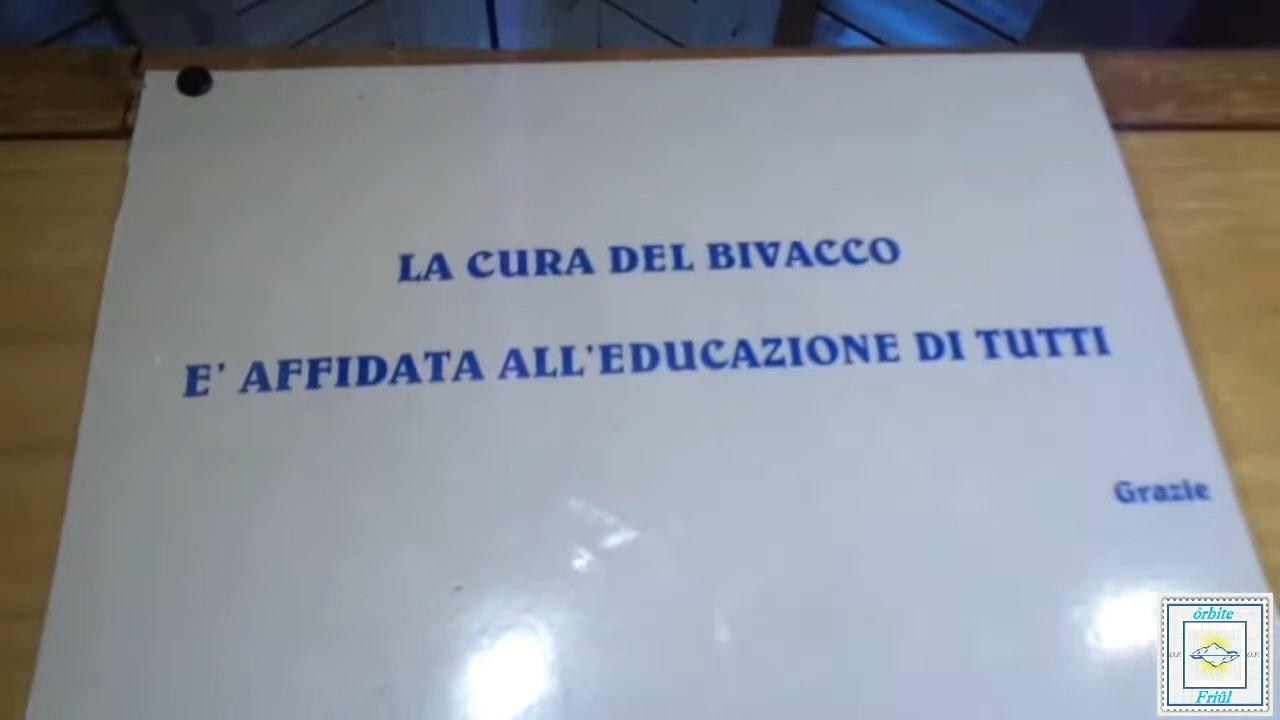 LA CURA DEL BIVACCO
E' AFFIDATA ALL'EDUCAZIONE DI TUTTI
Grazie
òrbite
O.F. O.F.
Friûl